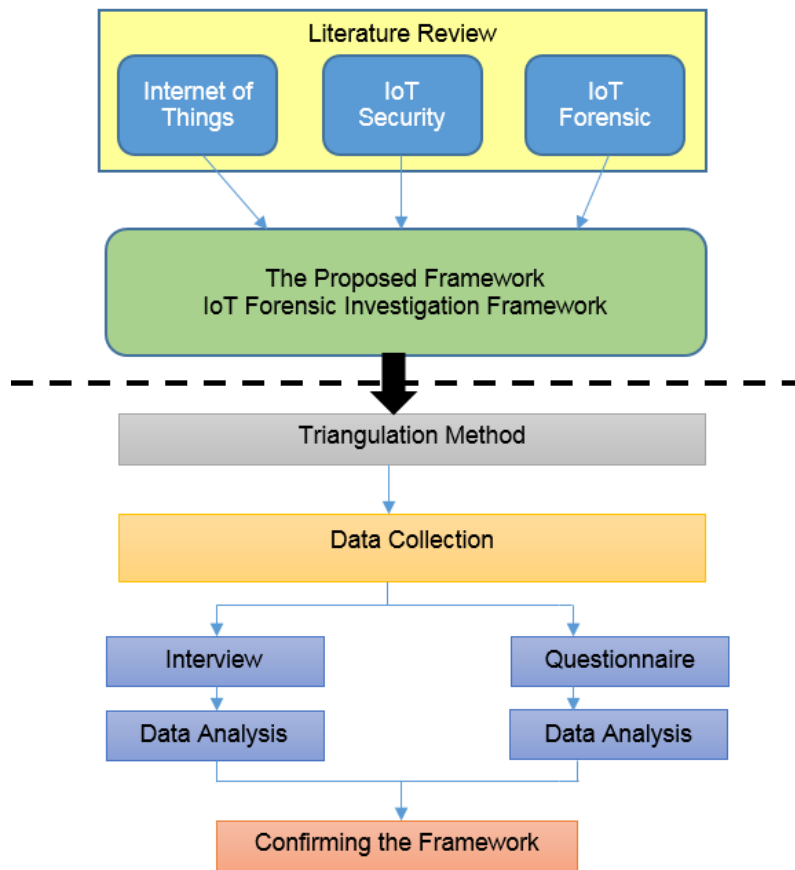 Literature Review
Internet of
Things
IoT
Security
IoT
Forensic
The Proposed Framework
IoT Forensic Investigation Framework
Triangulation Method
Data Collection
Interview
Questionnaire
Data Analysis
Data Analysis
Confirming the Framework